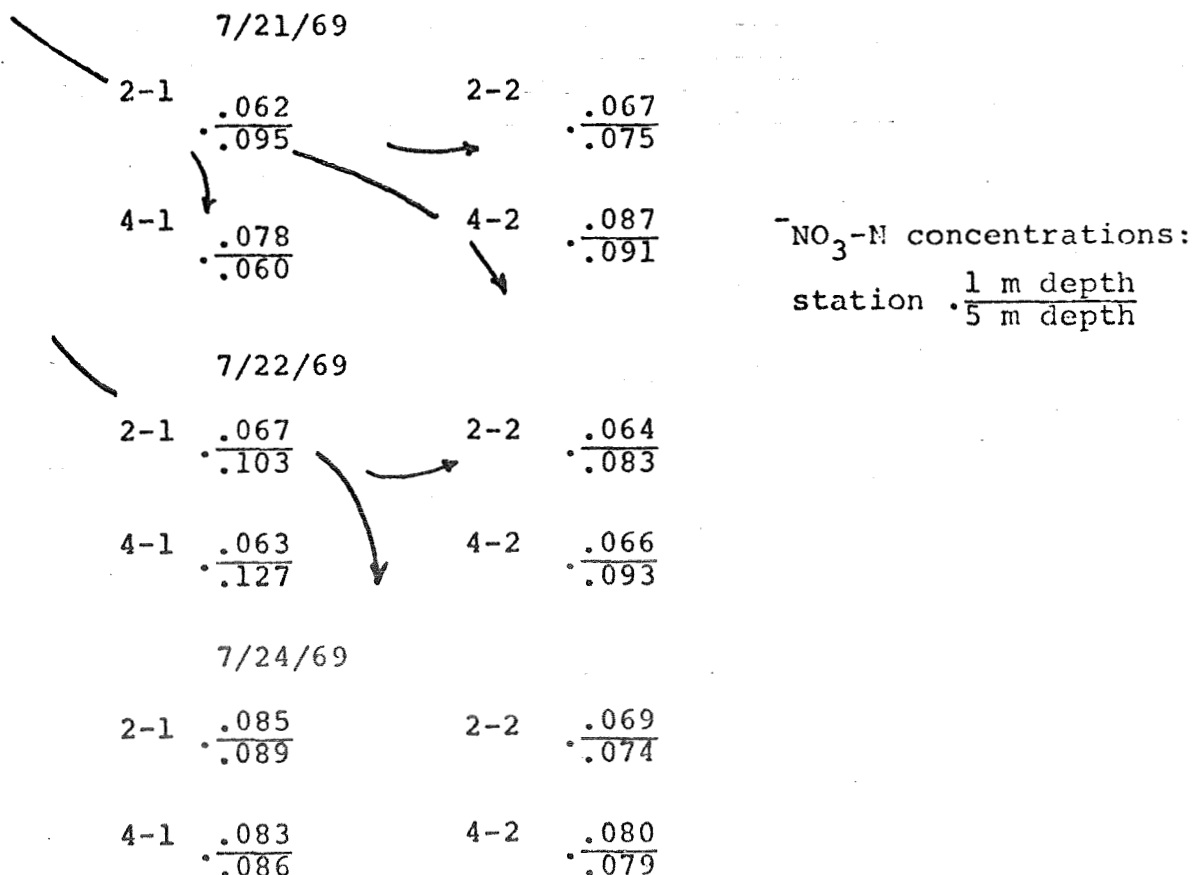 7/21/69
2-1 .062 2-2 .067
.095 .075
4-1 .078 4-2 .087
.060 .091
⁻NO₃-N concentrations:
station . 1 m depth
5 m depth
7/22/69
2-1 .067 2-2 .064
.103 .083
4-1 .063 4-2 .066
.127 .093
7/24/69
2-1 .085 2-2 .069
.089 .074
4-1 .083 4-2 .080
.086 .079